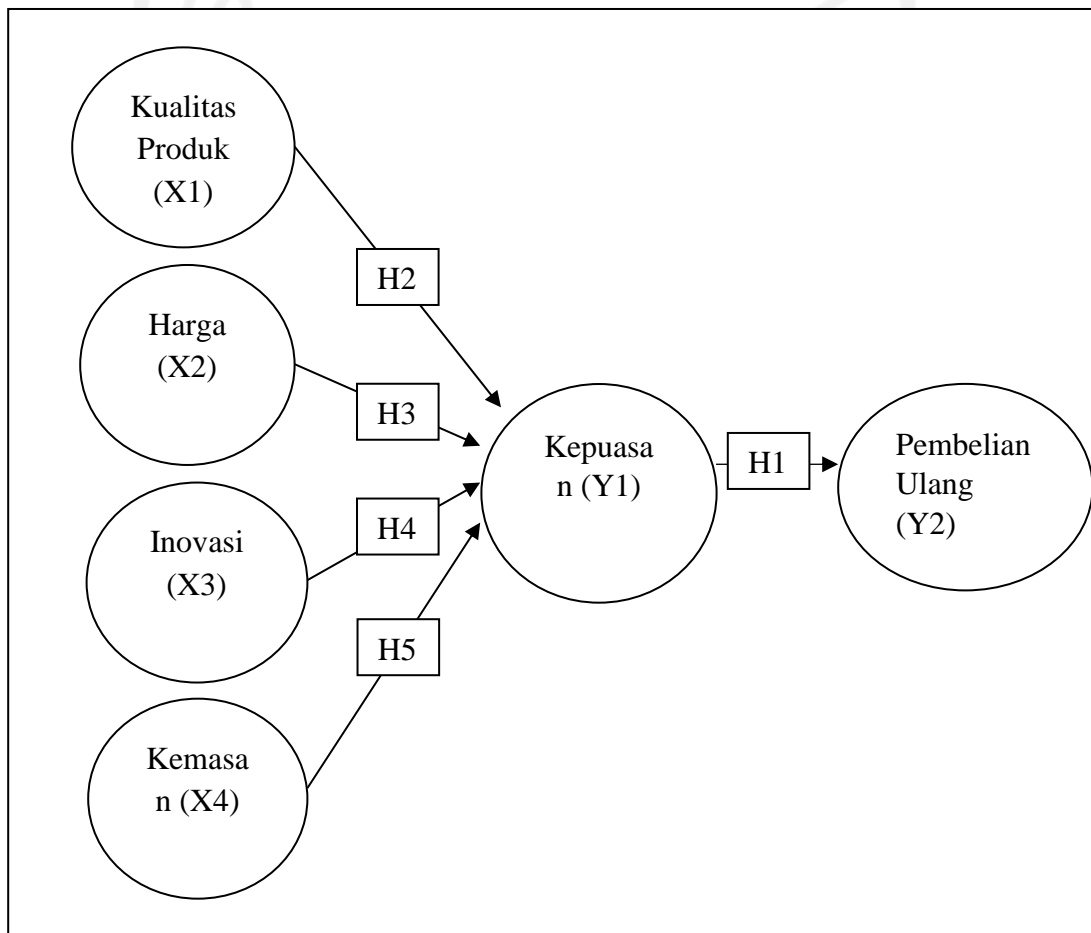 Kualitas
Produk
(X1)
H2
Harga
(X2)
H3
Kepuasa
n (Y1)
H1
Pembelian
Ulang
(Y2)
Inovasi
(X3)
H4
H5
Kemasa
n (X4)